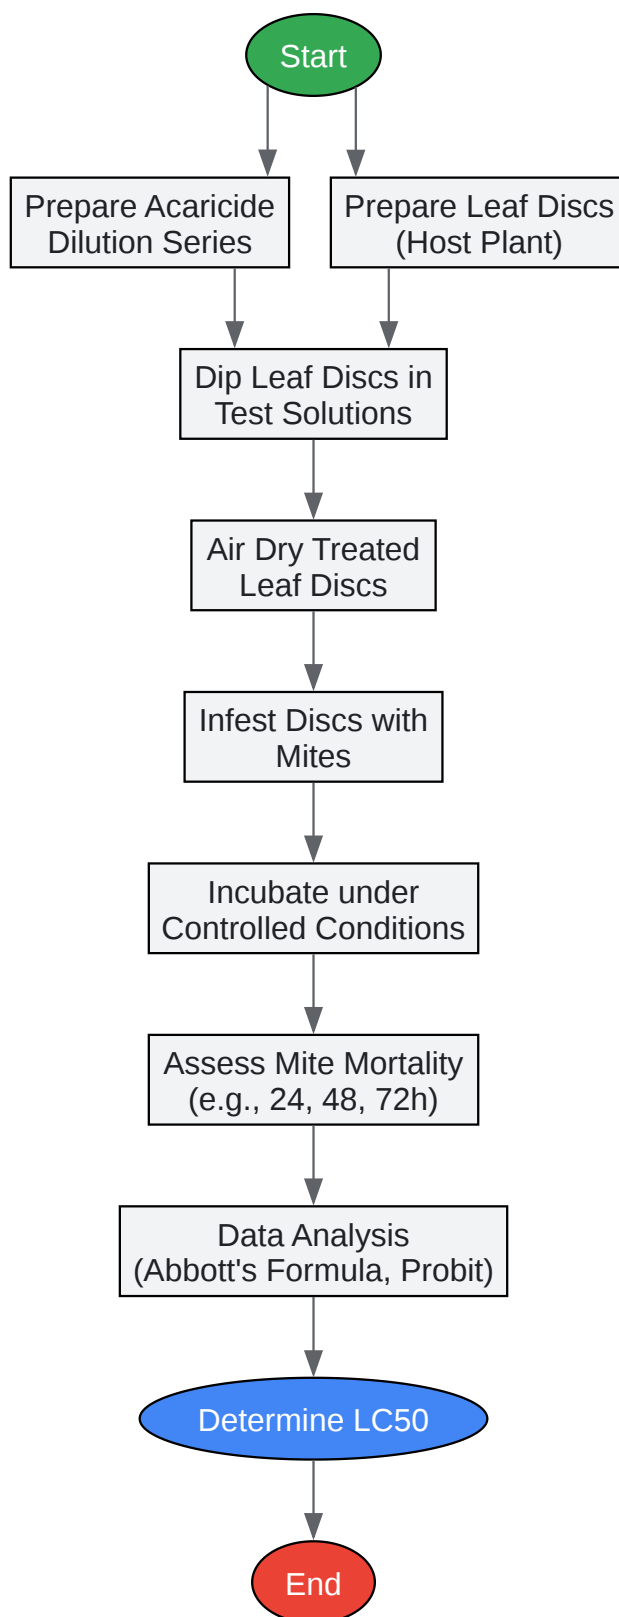 Start
Prepare Acaricide
Dilution Series
Prepare Leaf Discs
(Host Plant)
Dip Leaf Discs in
Test Solutions
Air Dry Treated
Leaf Discs
Infest Discs with
Mites
Incubate under
Controlled Conditions
Assess Mite Mortality
(e.g., 24, 48, 72h)
Data Analysis
(Abbott's Formula, Probit)
Determine LC50
End